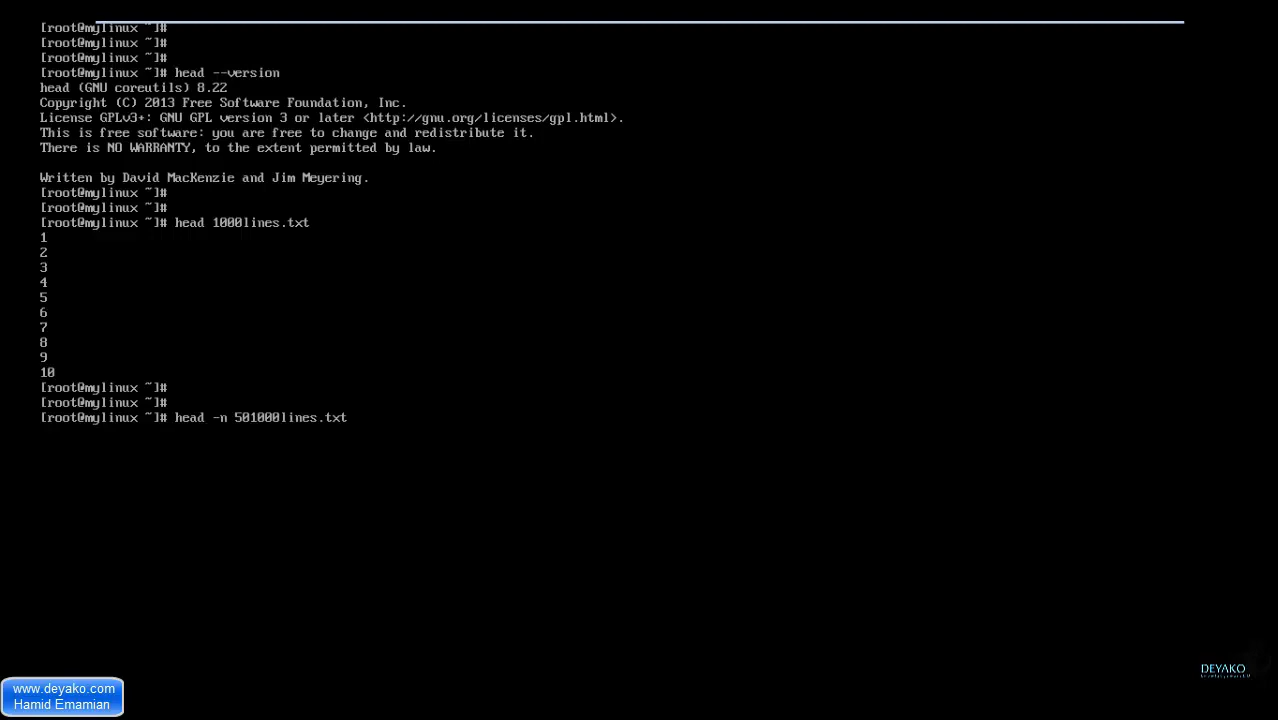 [root@mylinux ~]#
[root@mylinux ~]#
[root@mylinux ~]#
[root@mylinux ~]# head --version
head (GNU coreutils) 8.22
Copyright (C) 2013 Free Software Foundation, Inc.
License GPLv3+: GNU GPL version 3 or later <http://gnu.org/licenses/gpl.html>.
This is free software: you are free to change and redistribute it.
There is NO WARRANTY, to the extent permitted by law.
Written by David MacKenzie and Jim Meyering.
[root@mylinux ~]#
[root@mylinux ~]#
[root@mylinux ~]# head 1000lines.txt
1
2
3
4
5
6
7
8
9
10
[root@mylinux ~]#
[root@mylinux ~]#
[root@mylinux ~]# head -n 501000lines.txt
DEYAKO
www.deyako.com
Hamid Emamian